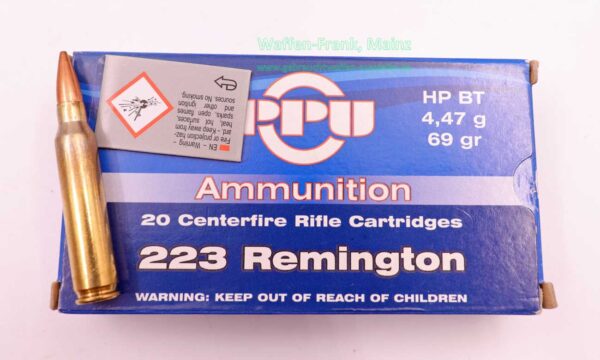 Waffen-Frank, Mainz
PPU
HP BT
4,47 g
69 gr
EN - Warning -
Fire or projection haz-
ard - Keep away from
heat, surfaces,
sparks, open flames
and other ignition
sources. No smoking
Ammunition
20 Centerfire Rifle Cartridges
223 Remington
WARNING: KEEP OUT OF REACH OF CHILDREN